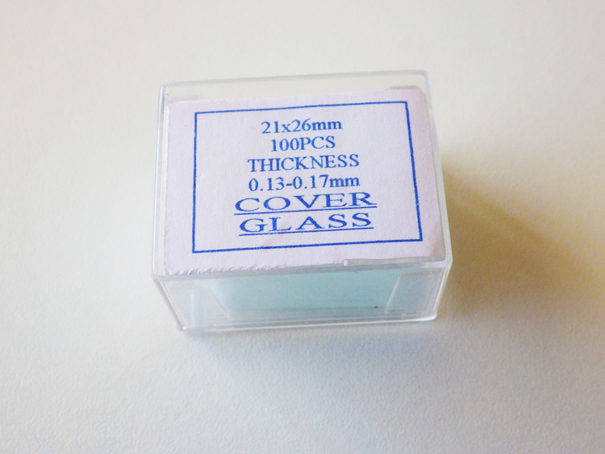 21x26mm
100PCS
THICKNESS
0.13-0.17mm
COVER
GLASS